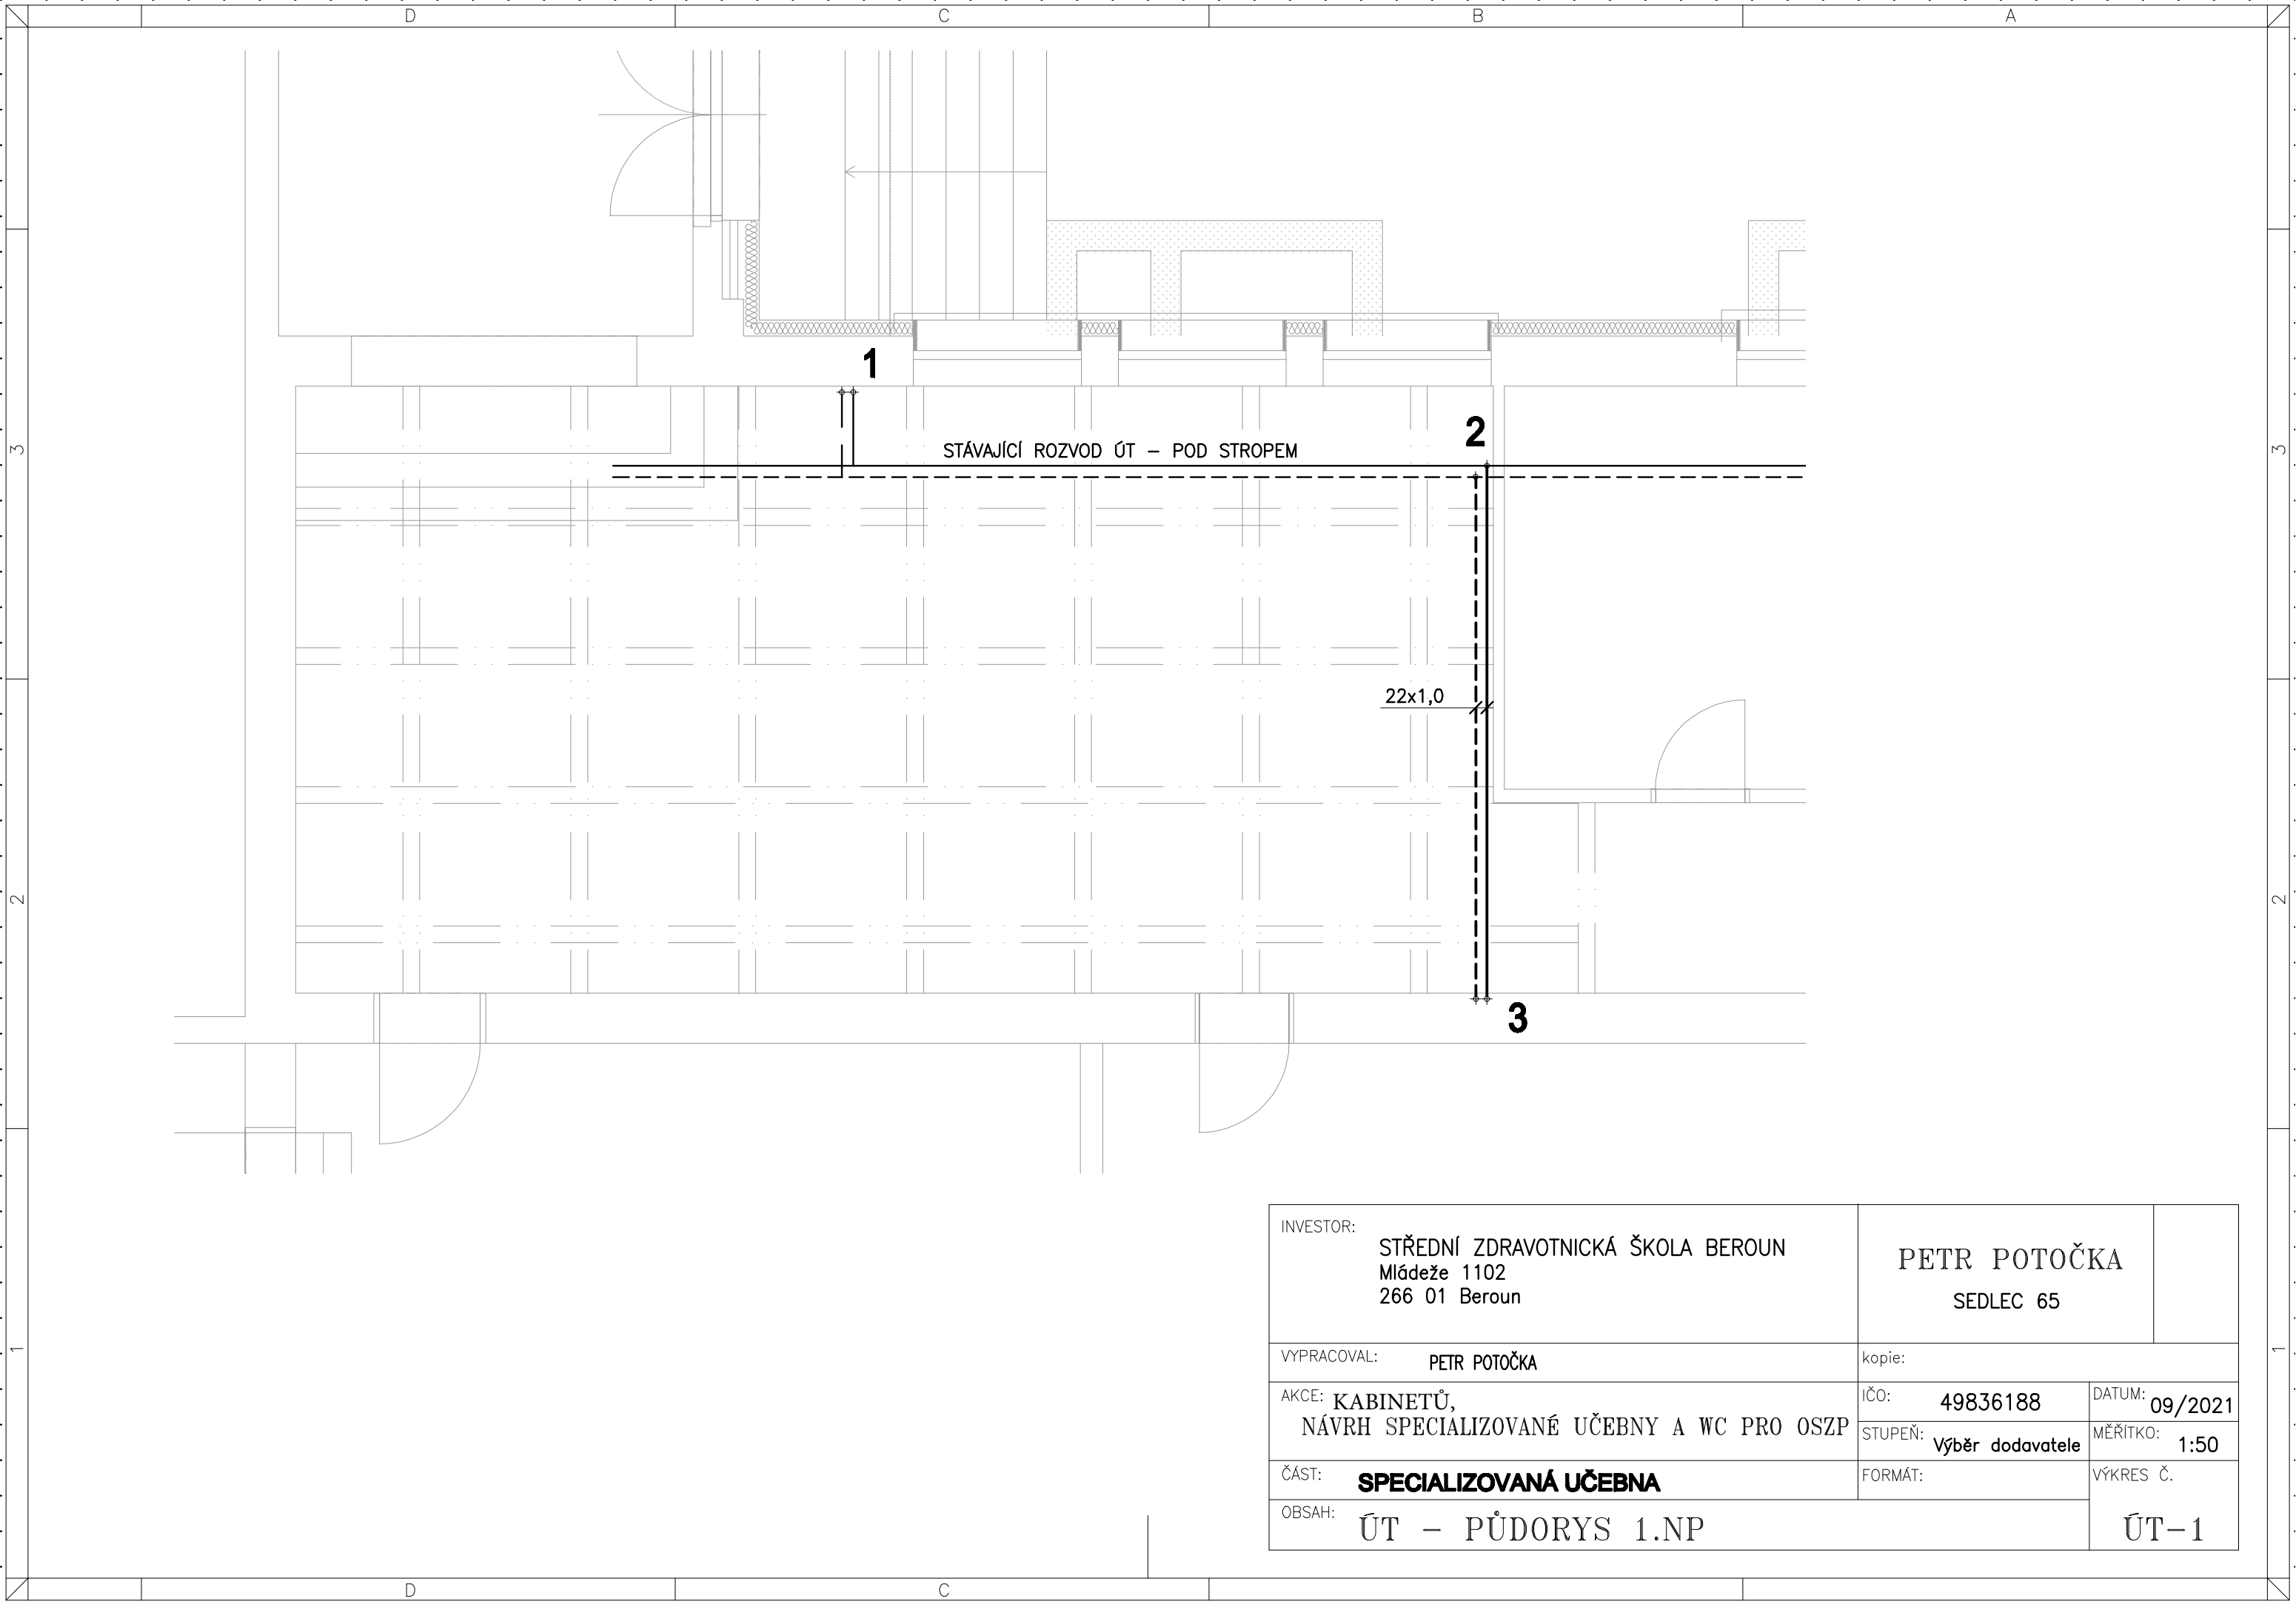 D C B A
1
2
STÁVAJÍCÍ ROZVOD ÚT – POD STROPEM
3 3
22x1,0
2 2
3
INVESTOR:
STŘEDNÍ ZDRAVOTNICKÁ ŠKOLA BEROUN
Mládeže 1102
266 01 Beroun
PETR POTOČKA
SEDLEC 65
1 1
VYPRACOVAL: PETR POTOČKA
kopie:
AKCE: KABINETŮ,
NÁVRH SPECIALIZOVANÉ UČEBNY A WC PRO OSZP
IČO: 49836188
DATUM: 09/2021
STUPEŇ: Výběr dodavatele
MĚŘÍTKO: 1:50
ČÁST: SPECIALIZOVANÁ UČEBNA
FORMÁT:
VÝKRES Č.
OBSAH: ÚT – PŮDORYS 1.NP
ÚT–1
D C